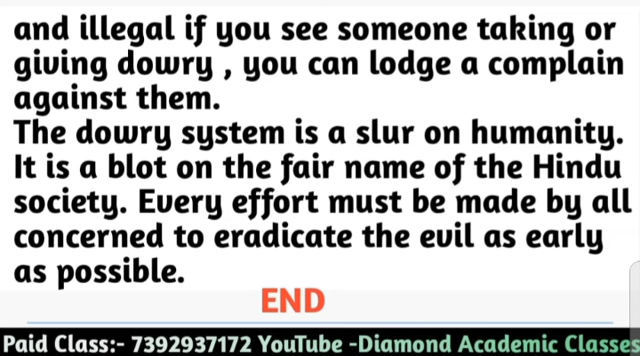 and illegal if you see someone taking or
giving dowry , you can lodge a complain
against them.
The dowry system is a slur on humanity.
It is a blot on the fair name of the Hindu
society. Every effort must be made by all
concerned to eradicate the evil as early
as possible.
END
Paid Class:- 7392937172 YouTube -Diamond Academic Classes